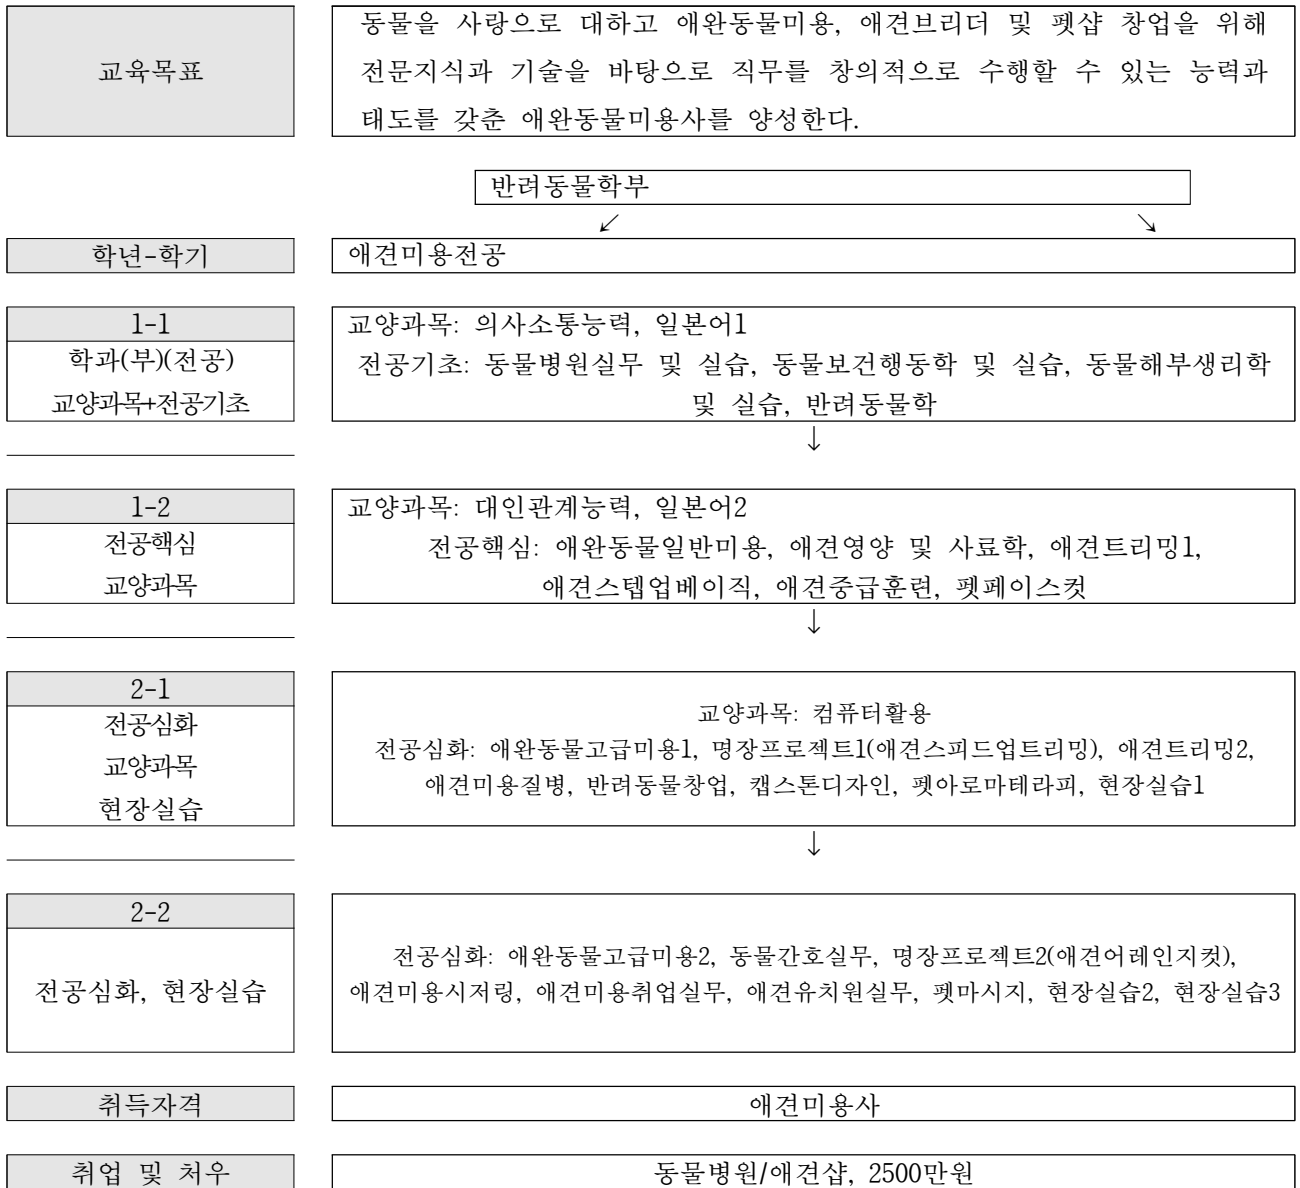 교육목표
동물을 사랑으로 대하고 애완동물미용, 애견브리더 및 펫샵 창업을 위해
전문지식과 기술을 바탕으로 직무를 창의적으로 수행할 수 있는 능력과
태도를 갖춘 애완동물미용사를 양성한다.
반려동물학부
↙ ↘
학년-학기
애견미용전공
1-1
학과(부)(전공)
교양과목+전공기초
교양과목: 의사소통능력, 일본어1
전공기초: 동물병원실무 및 실습, 동물보건행동학 및 실습, 동물해부생리학
및 실습, 반려동물학
↓
1-2
전공핵심
교양과목
교양과목: 대인관계능력, 일본어2
전공핵심: 애완동물일반미용, 애견영양 및 사료학, 애견트리밍1,
애견스텝업베이직, 애견중급훈련, 펫페이스컷
↓
2-1
전공심화
교양과목
현장실습
교양과목: 컴퓨터활용
전공심화: 애완동물고급미용1, 명장프로젝트1(애견스피드업트리밍), 애견트리밍2,
애견미용질병, 반려동물창업, 캡스톤디자인, 펫아로마테라피, 현장실습1
↓
2-2
전공심화, 현장실습
전공심화: 애완동물고급미용2, 동물간호실무, 명장프로젝트2(애견어레인지컷),
애견미용시저링, 애견미용취업실무, 애견유치원실무, 펫마시지, 현장실습2, 현장실습3
취득자격
애견미용사
취업 및 처우
동물병원/애견샵, 2500만원